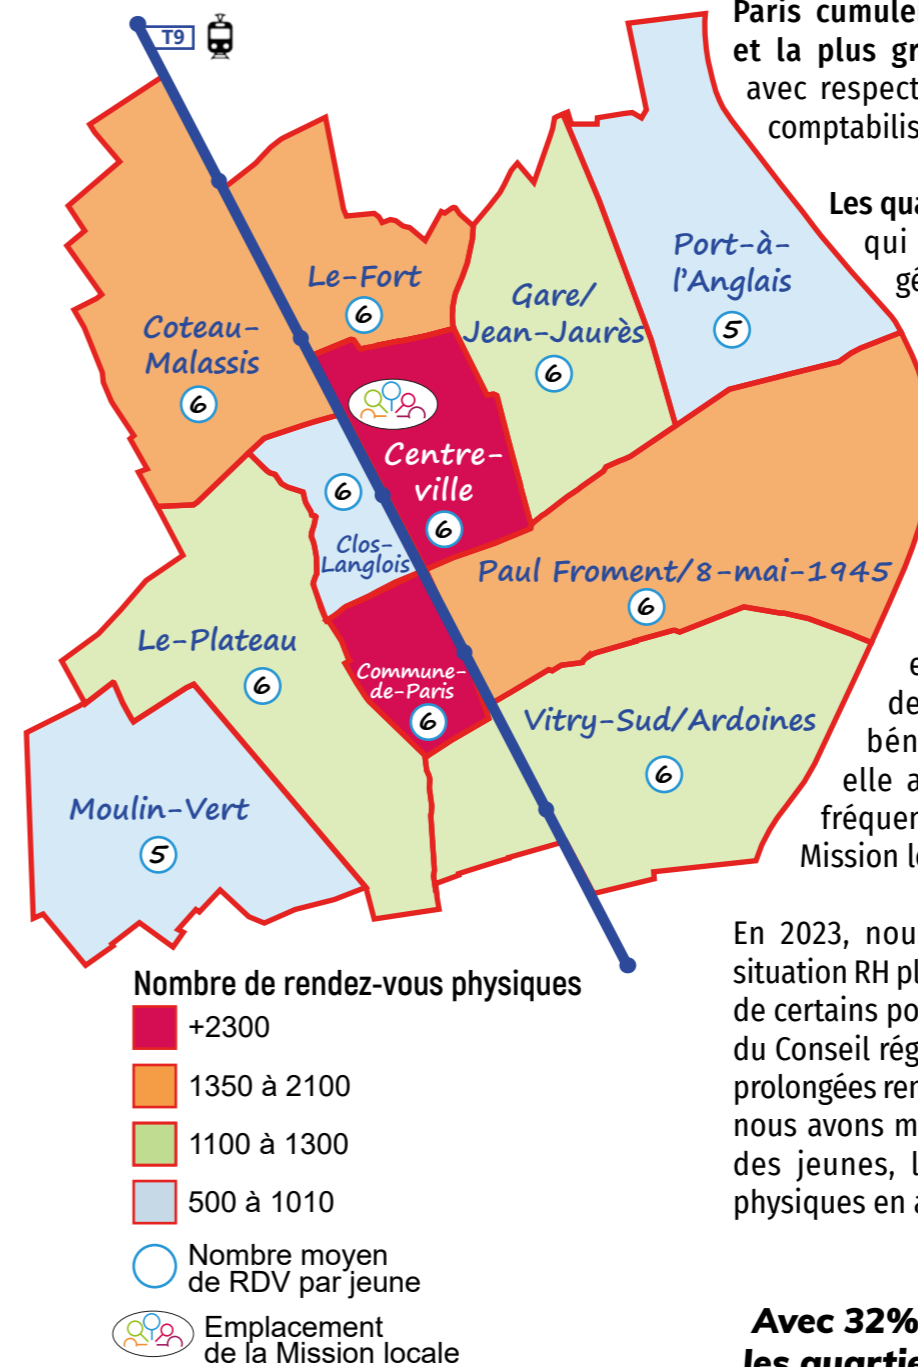 T9
Le-Fort
6
Coteau-
Malassis
6
Gare/
Jean-Jaurès
6
Port-à-
l'Anglais
5
Centre-
ville
6
6
Clos-
Langlois
Paul Froment/8-mai-1945
6
Le-Plateau
6
Commune-
de-Paris
6
Vitry-Sud/Ardoines
6
Moulin-Vert
5
Nombre de rendez-vous physiques
+2300
1350 à 2100
1100 à 1300
500 à 1010
Nombre moyen
de RDV par jeune
Emplacement
de la Mission locale
Paris cumule
et la plus gr
avec respect
comptabilis
Les qua
qui
gé
e
de
bén
elle a
fréquen
Mission l
En 2023, nou
situation RH pl
de certains po
du Conseil rég
prolongées ren
nous avons m
des jeunes, l
physiques en a
Avec 32%
les quartie